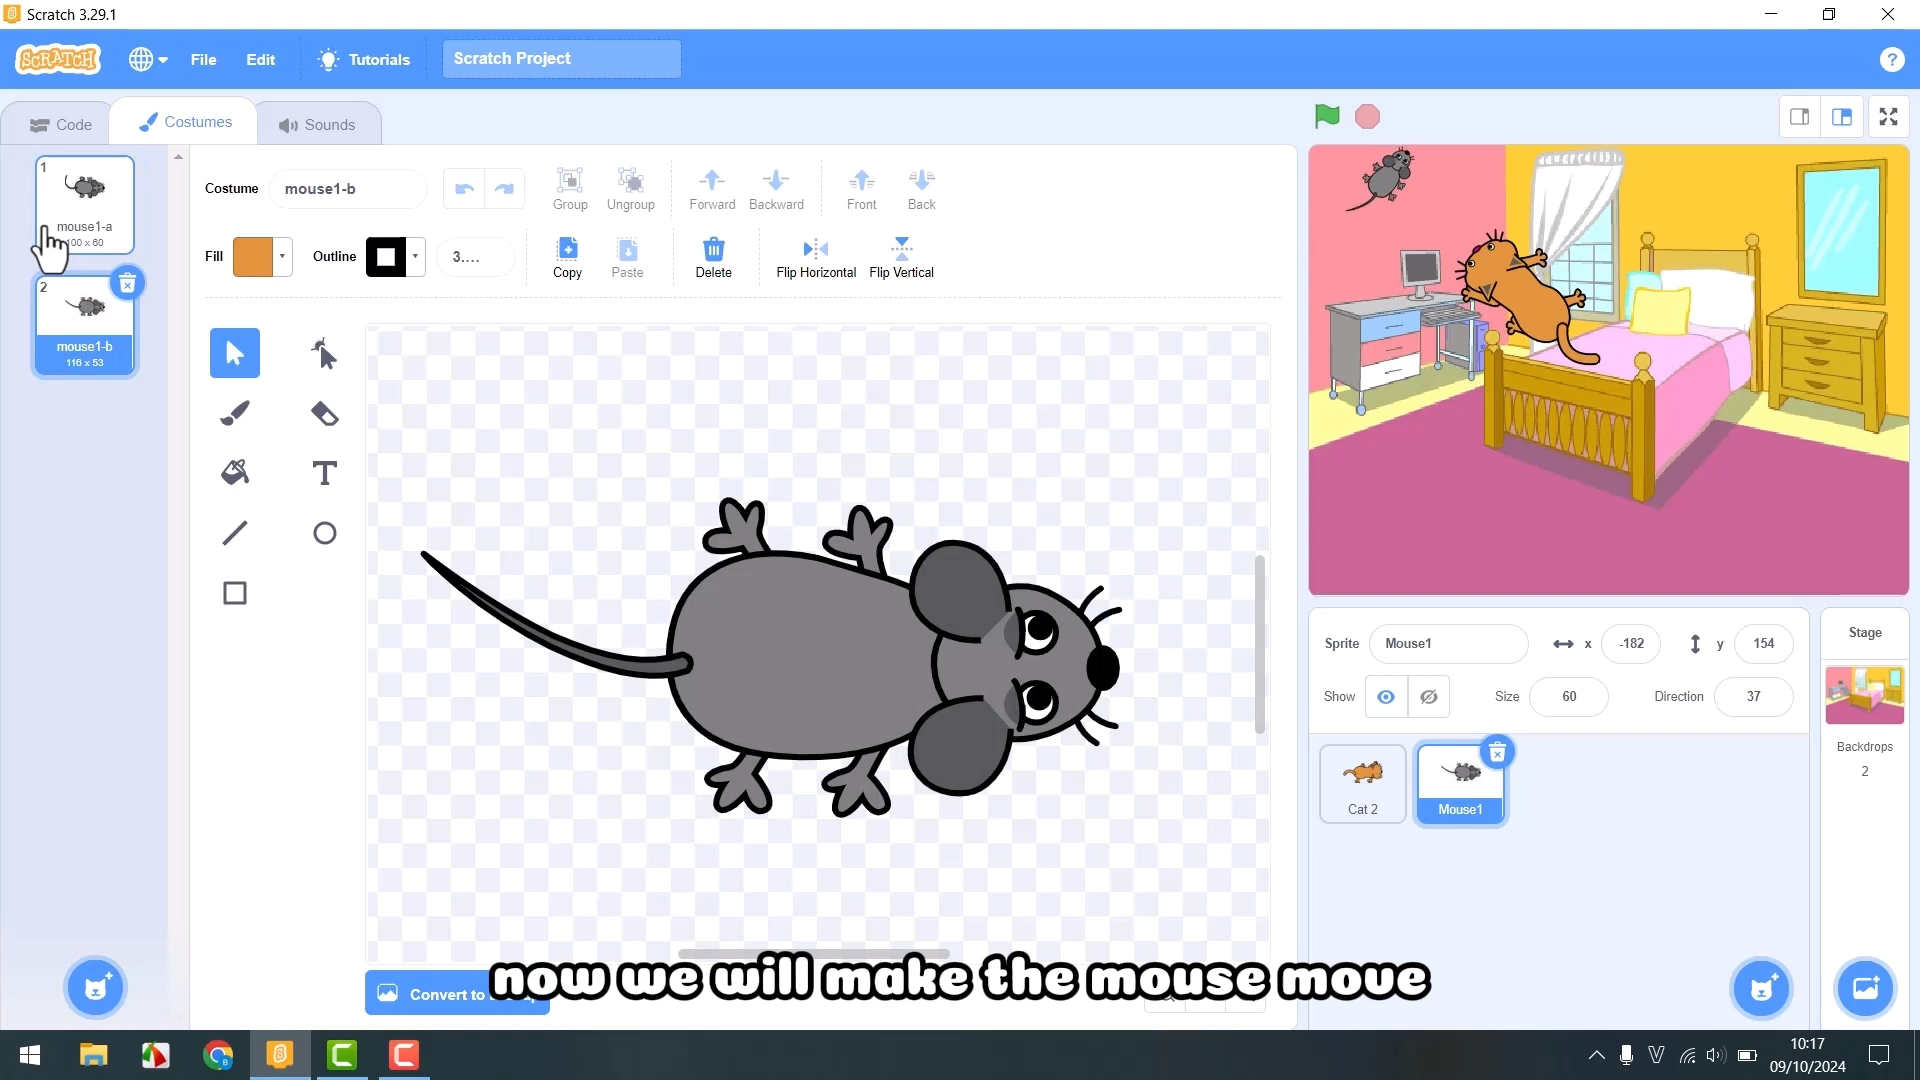 Scratch 3.29.1
SCRATCH
File
Edit
Tutorials
Scratch Project
?
Code
Costumes
Sounds
1
mouse1-a
100 x 60
2
mouse1-b
116 x 53
Costume
mouse1-b
Group
Ungroup
Forward
Backward
Front
Back
Fill
Outline
3....
Copy
Paste
Delete
Flip Horizontal
Flip Vertical
T
Convert to
now we will make the mouse move
Sprite
Mouse1
x
-182
y
154
Show
Size
60
Direction
37
Cat 2
Mouse1
Stage
Backdrops
2
10:17
09/10/2024